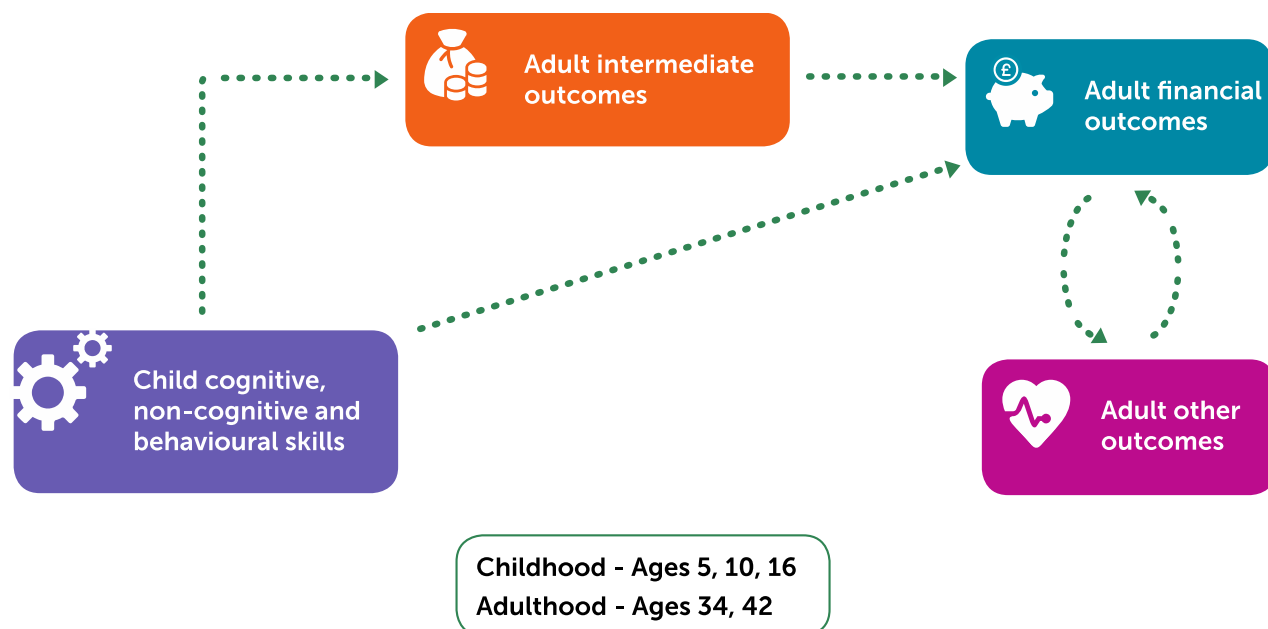 Adult intermediate
outcomes
£
Adult financial
outcomes
Child cognitive,
non-cognitive and
behavioural skills
Adult other
outcomes
Childhood - Ages 5, 10, 16
Adulthood - Ages 34, 42